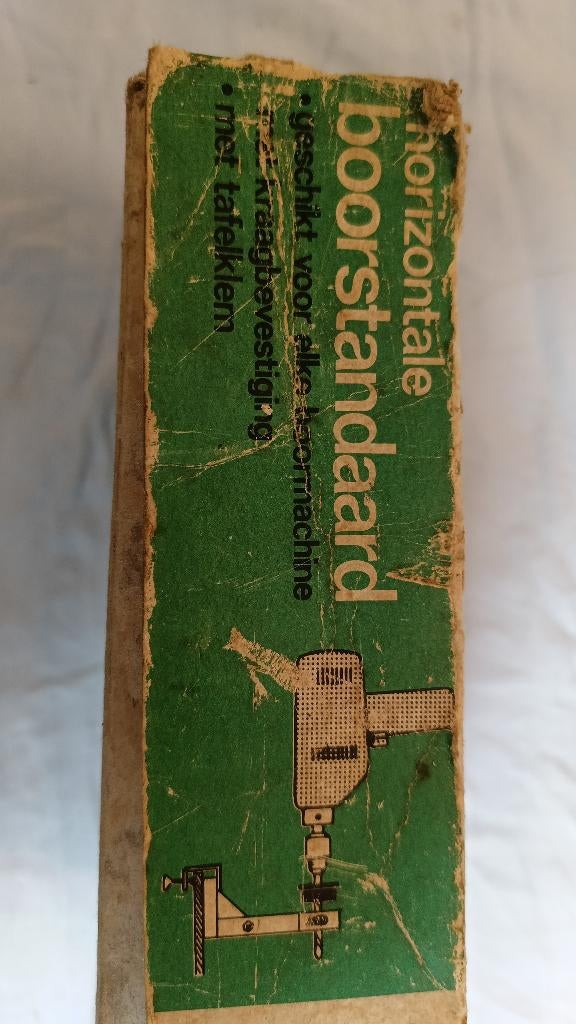 horizontale
boorstandaard
• geschikt voor elke boormachine
met kraagbevestiging
• met tafelklem